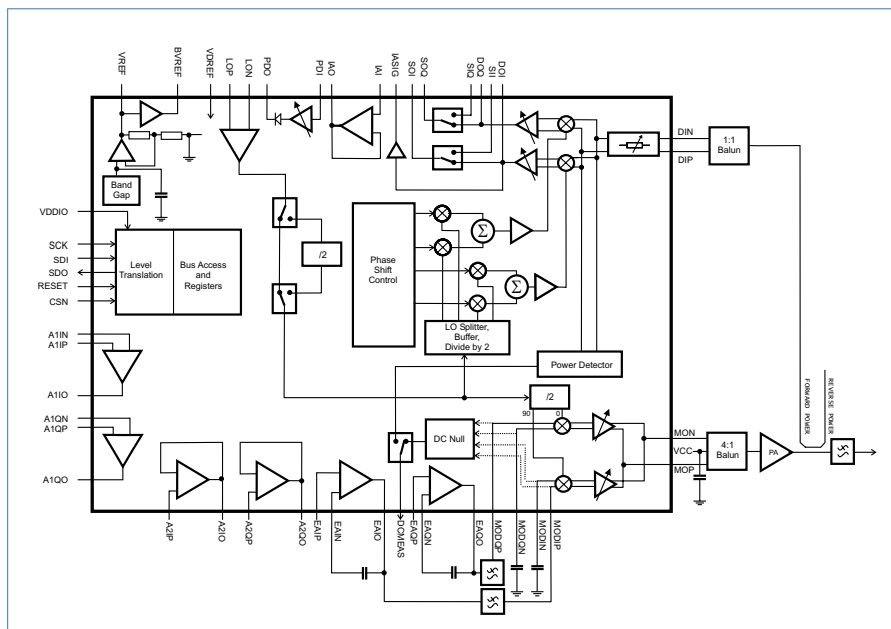 VREF
BVREF
VDREF
LOP
LON
PDO
PDI
IAO
IAI
IASIG
SOI
SOQ
SIQ
DOQ
SII
DOI
Band
Gap
VDDIO
SCK
SDI
SDO
RESET
CSN
Level
Translation
Bus Access
and
Registers
/2
Phase
Shift
Control
Σ
Σ
LO Splitter,
Buffer,
Divide by 2
Power Detector
DIN
DIP
1:1
Balun
A1IN
A1IP
A1IO
A1QN
A1QP
A1QO
/2
90
0
DC Null
MON
VCC
MOP
4:1
Balun
PA
FORWARD POWER
REVERSE POWER
A2IP
A2IO
A2QP
A2QO
EAIP
EAIN
EAIO
DCMEAS
EAQP
EAQN
EAQO
MODQP
MODQN
MODIN
MODIP